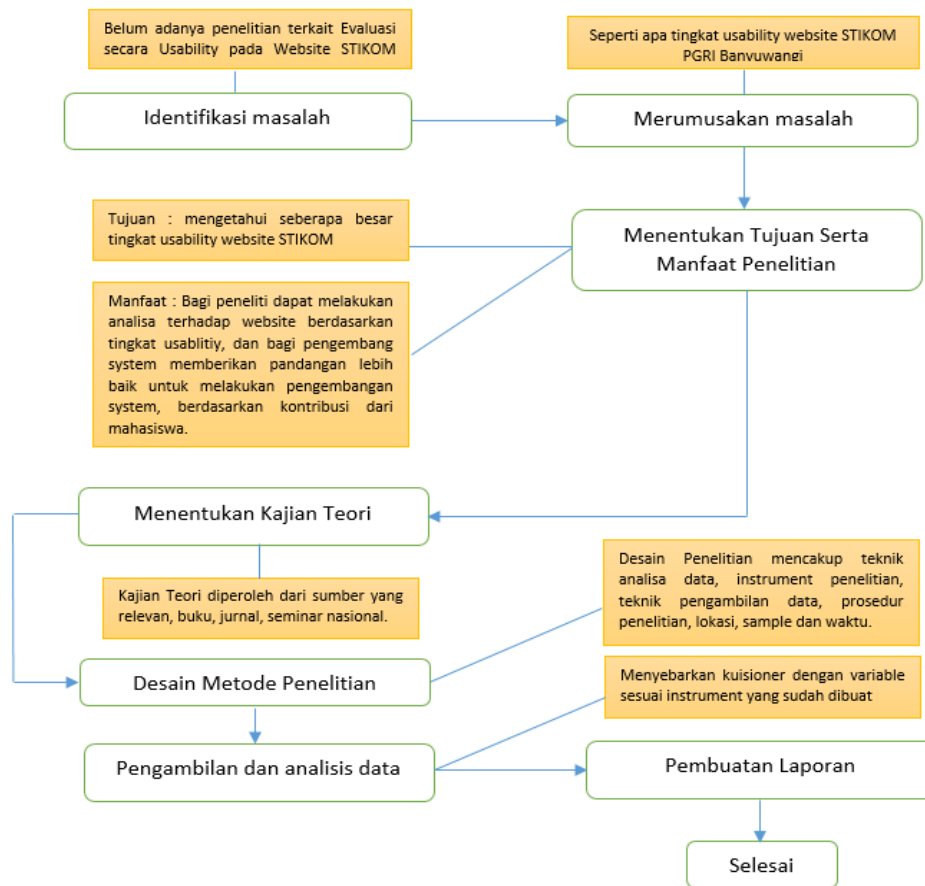 Belum adanya penelitian terkait Evaluasi
secara Usability pada Website STIKOM
Seperti apa tingkat usability website STIKOM
PGRI Banyuwangi
Identifikasi masalah
Merumusakan masalah
Tujuan : mengetahui seberapa besar
tingkat usability website STIKOM
Menentukan Tujuan Serta
Manfaat Penelitian
Manfaat : Bagi peneliti dapat melakukan
analisa terhadap website berdasarkan
tingkat usablitiy, dan bagi pengembang
system memberikan pandangan lebih
baik untuk melakukan pengembangan
system, berdasarkan kontribusi dari
mahasiswa.
Menentukan Kajian Teori
Kajian Teori diperoleh dari sumber yang
relevan, buku, jurnal, seminar nasional.
Desain Penelitian mencakup teknik
analisa data, instrument penelitian,
teknik pengambilan data, prosedur
penelitian, lokasi, sample dan waktu.
Desain Metode Penelitian
Menyebarkan kuisioner dengan variable
sesuai instrument yang sudah dibuat
Pengambilan dan analisis data
Pembuatan Laporan
Selesai